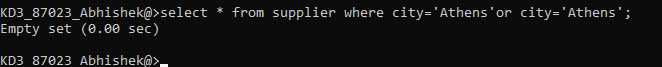 KD3_87023_Abhishek@>select * from supplier where city='Athens'or city='Athens';
Empty set (0.00 sec)
KD3_87023_Abhishek@>